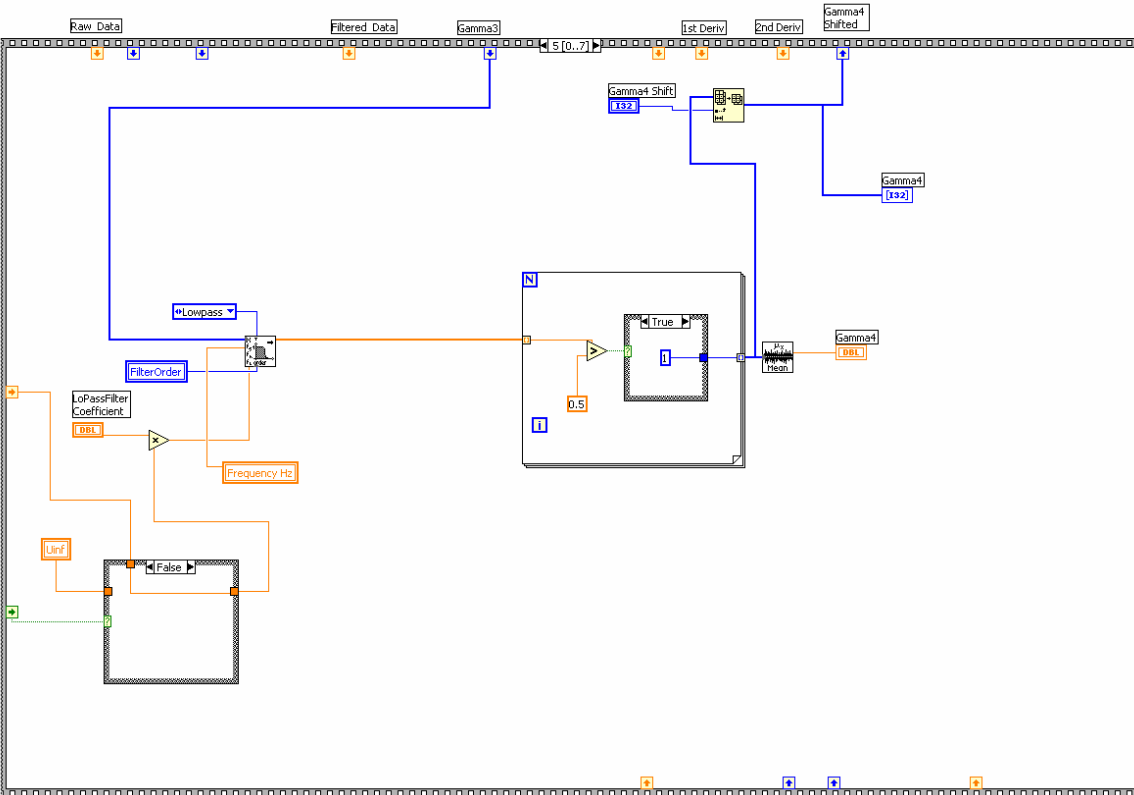 Raw Data
Filtered Data
Gamma3
5 [0..7]
1st Deriv
2nd Deriv
Gamma4
Shifted
Gamma4 Shift
I32
Gamma4
[I32]
N
Lowpass
True
1
Gamma4
DBL
Mean
FilterOrder
0.5
LoPassFilter
Coefficient
DBL
i
Frequency Hz
Uinf
False